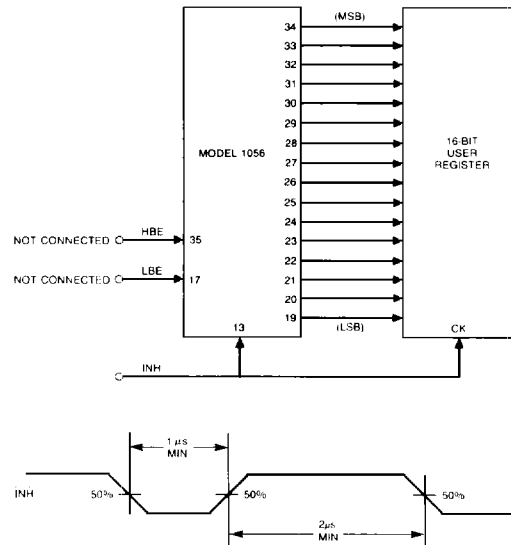 34 (MSB)
33
32
31
30
29
28
MODEL 1056
27
26
25
24
23
22
21
20
19 (LSB)
16-BIT
USER
REGISTER
NOT CONNECTED HBE 35
NOT CONNECTED LBE 17
13
CK
INH
1 µs
MIN
INH 50% 50% 50%
2µs
MIN